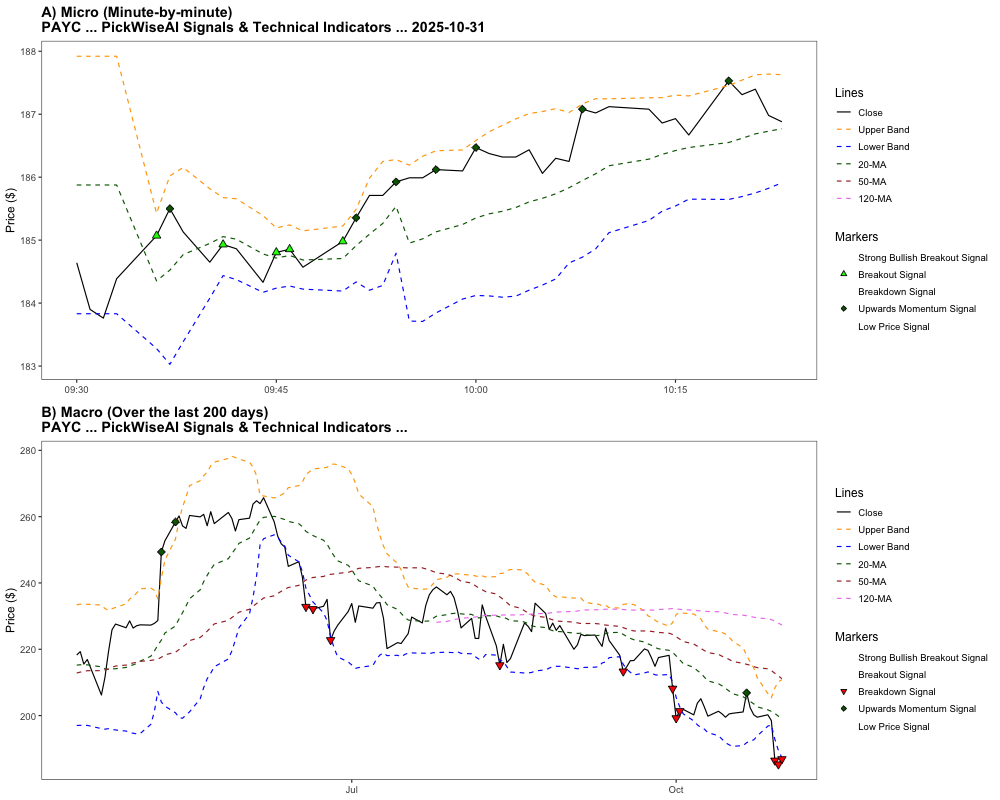 A) Micro (Minute-by-minute)
PAYC ... PickWiseAI Signals & Technical Indicators ... 2025-10-31
188
187
186
185
184
183
Price ($)
09:30
09:45
10:00
10:15
Lines
Close
Upper Band
Lower Band
20-MA
50-MA
120-MA
Markers
Strong Bullish Breakout Signal
Breakout Signal
Breakdown Signal
Upwards Momentum Signal
Low Price Signal
B) Macro (Over the last 200 days)
PAYC ... PickWiseAI Signals & Technical Indicators ...
280
260
240
220
200
Price ($)
Jul
Oct
Lines
Close
Upper Band
Lower Band
20-MA
50-MA
120-MA
Markers
Strong Bullish Breakout Signal
Breakout Signal
Breakdown Signal
Upwards Momentum Signal
Low Price Signal